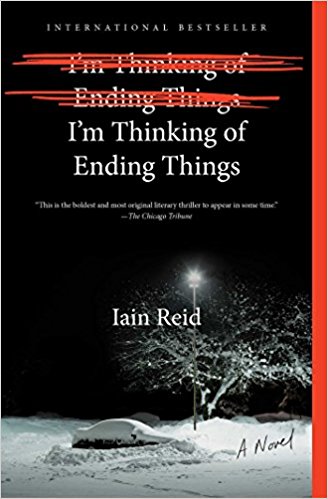 INTERNATIONAL BESTSELLER
I'm Thinking of
Ending Things
I'm Thinking of
Ending Things
"This is the boldest and most original literary thriller to appear in some time."
—The Chicago Tribune
Iain Reid
A Novel